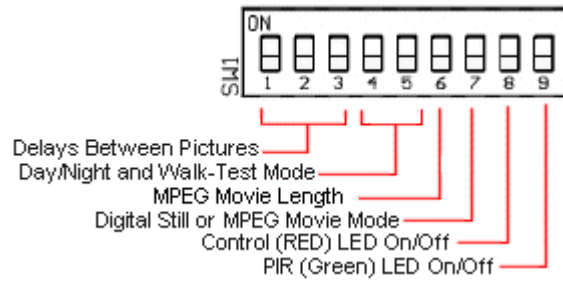 ON
SW1
1 2 3 4 5 6 7 8 9
Delays Between Pictures
Day/Night and Walk-Test Mode
MPEG Movie Length
Digital Still or MPEG Movie Mode
Control (RED) LED On/Off
PIR (Green) LED On/Off